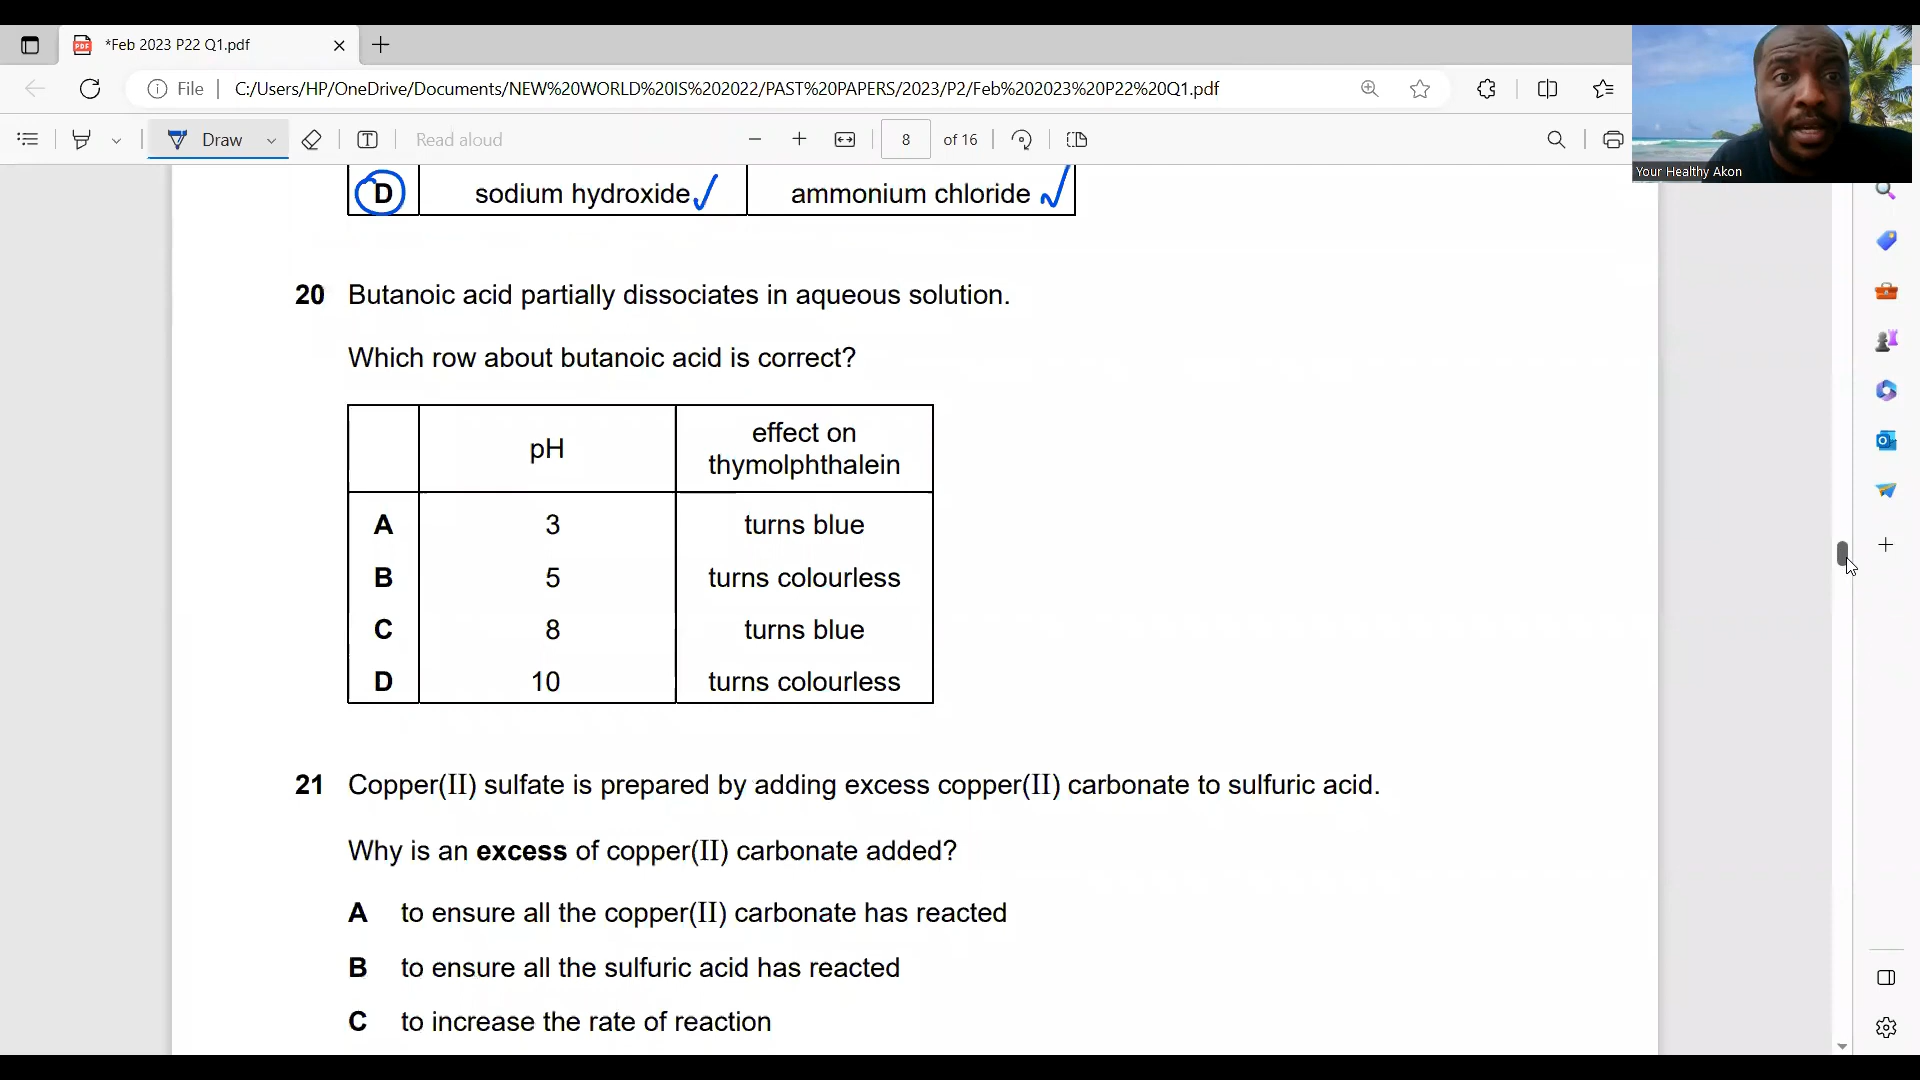 *Feb 2023 P22 Q1.pdf
File
C:/Users/HP/OneDrive/Documents/NEW%20WORLD%20IS%202022/PAST%20PAPERS/2023/P2/Feb%202023%20P22%20Q1.pdf
Draw
Read aloud
8 of 16
Your Healthy Akon
D sodium hydroxide ammonium chloride
20 Butanoic acid partially dissociates in aqueous solution.
Which row about butanoic acid is correct?
pH effect on thymolphthalein
A 3 turns blue
B 5 turns colourless
C 8 turns blue
D 10 turns colourless
21 Copper(II) sulfate is prepared by adding excess copper(II) carbonate to sulfuric acid.
Why is an excess of copper(II) carbonate added?
A to ensure all the copper(II) carbonate has reacted
B to ensure all the sulfuric acid has reacted
C to increase the rate of reaction